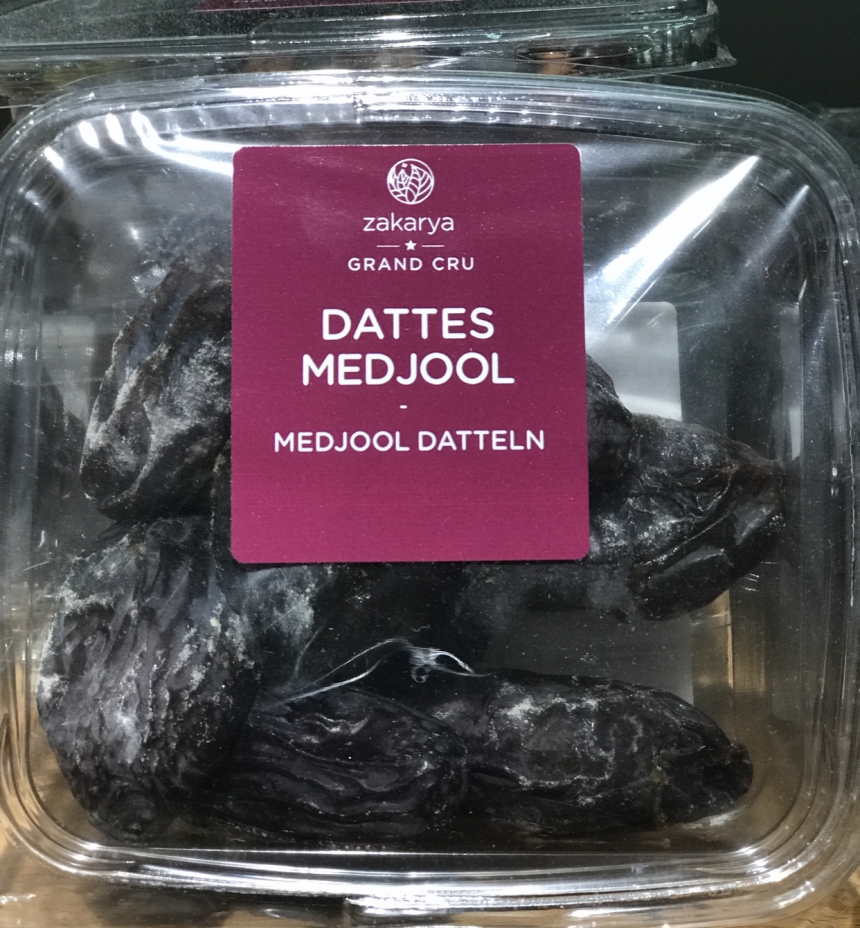 zakarya
GRAND CRU
DATTES
MEDJOOL
-
MEDJOOL DATTELN